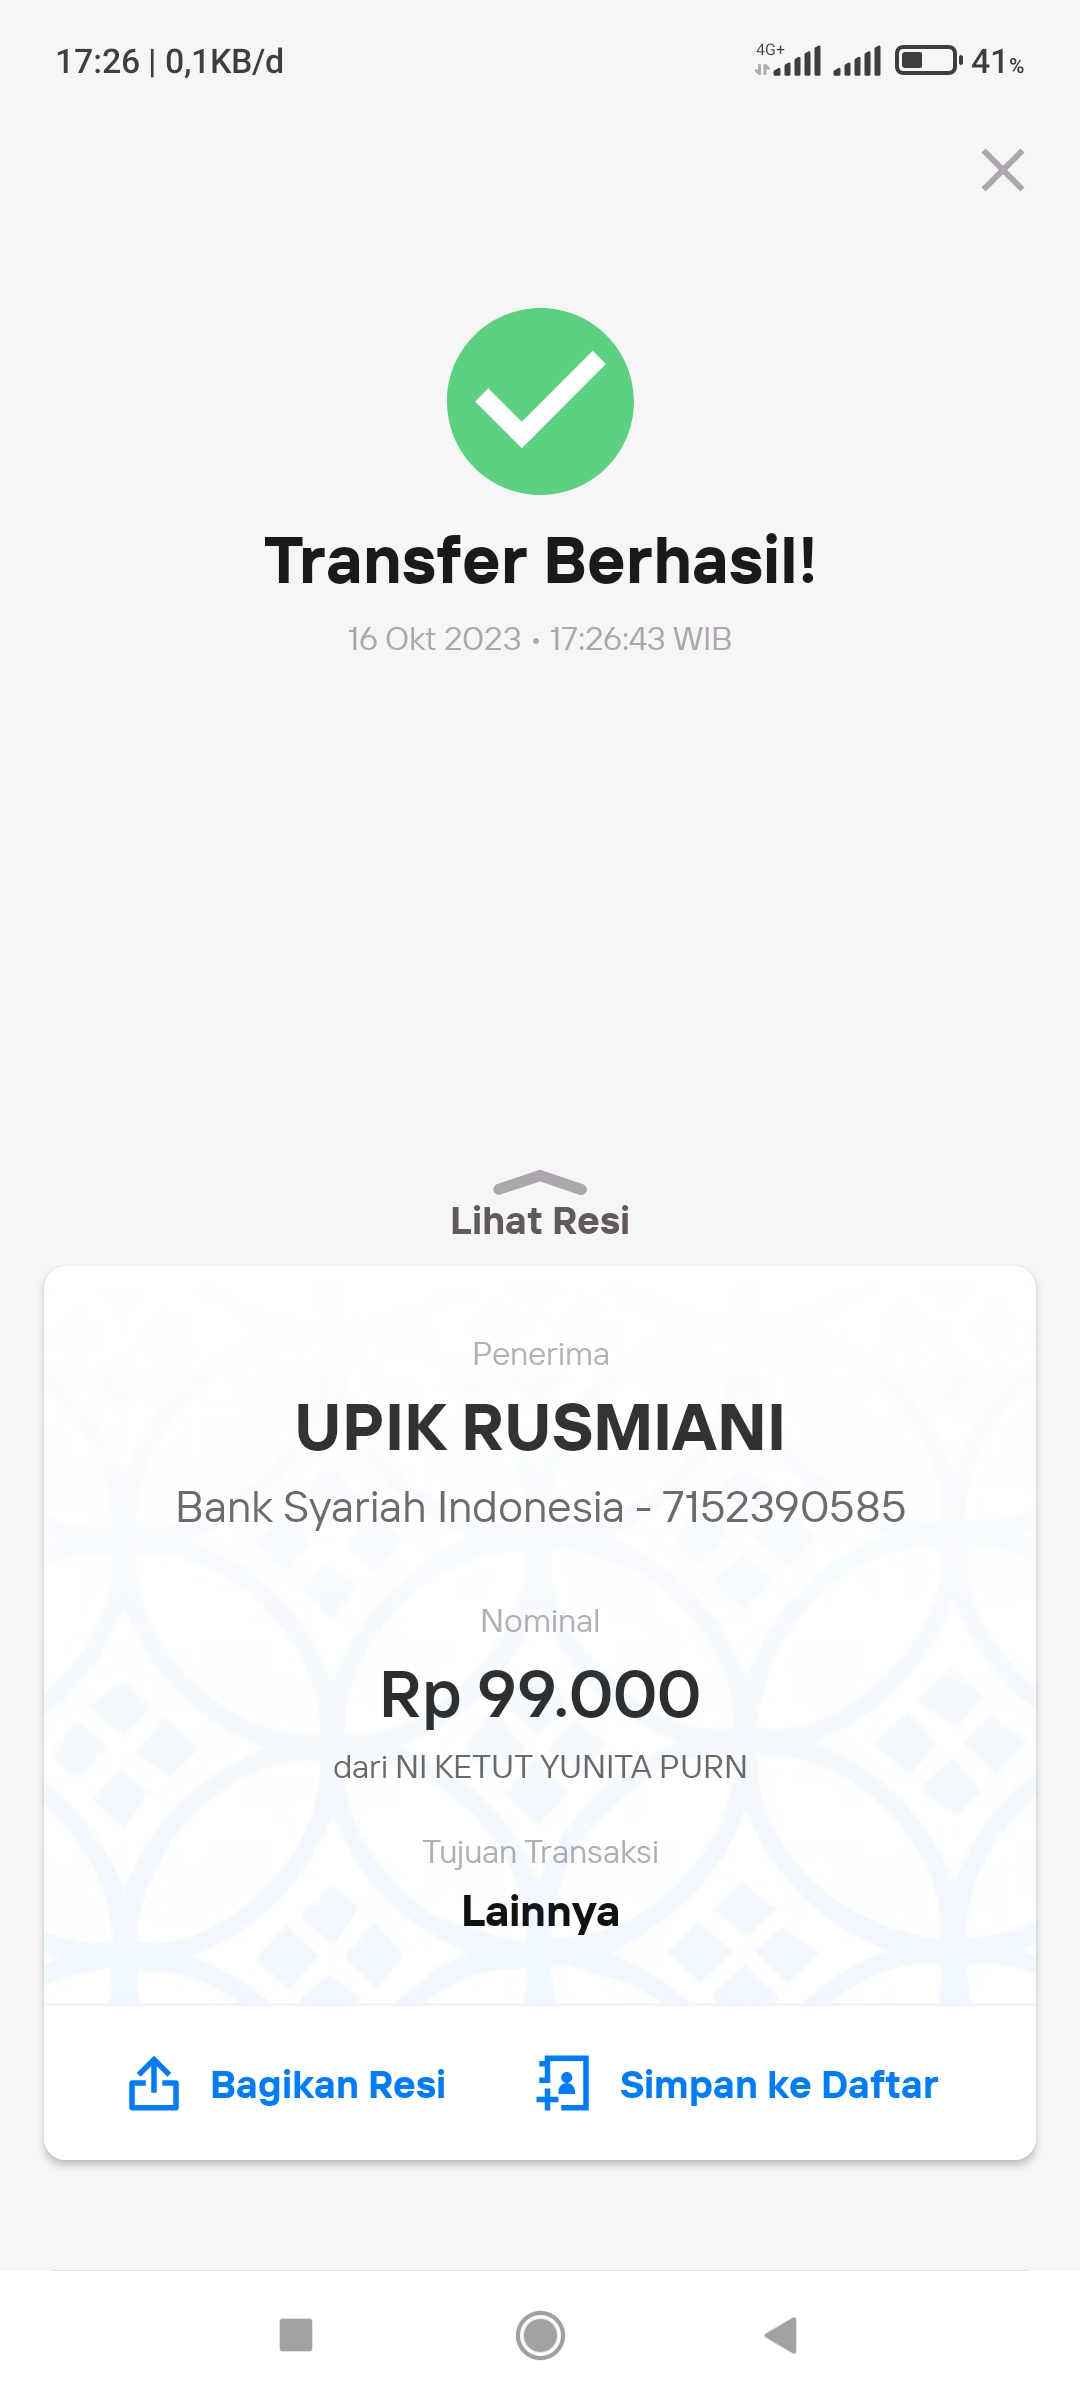 17:26 | 0,1KB/d
4G+
41%
Transfer Berhasil!
16 Okt 2023 • 17:26:43 WIB
Lihat Resi
Penerima
UPIK RUSMIANI
Bank Syariah Indonesia - 7152390585
Nominal
Rp 99.000
dari NI KETUT YUNITA PURN
Tujuan Transaksi
Lainnya
Bagikan Resi
Simpan ke Daftar